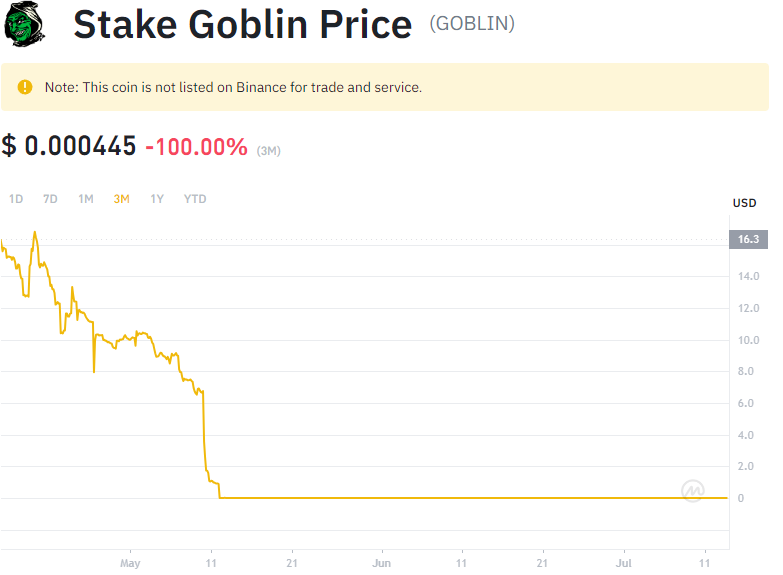 Stake Goblin Price (GOBLIN)
Note: This coin is not listed on Binance for trade and service.
$ 0.000445 -100.00% (3M)
1D 7D 1M 3M 1Y YTD
USD
16.3
14.0
12.0
10.0
8.0
6.0
4.0
2.0
0
May 11 21 Jun 11 21 Jul 11